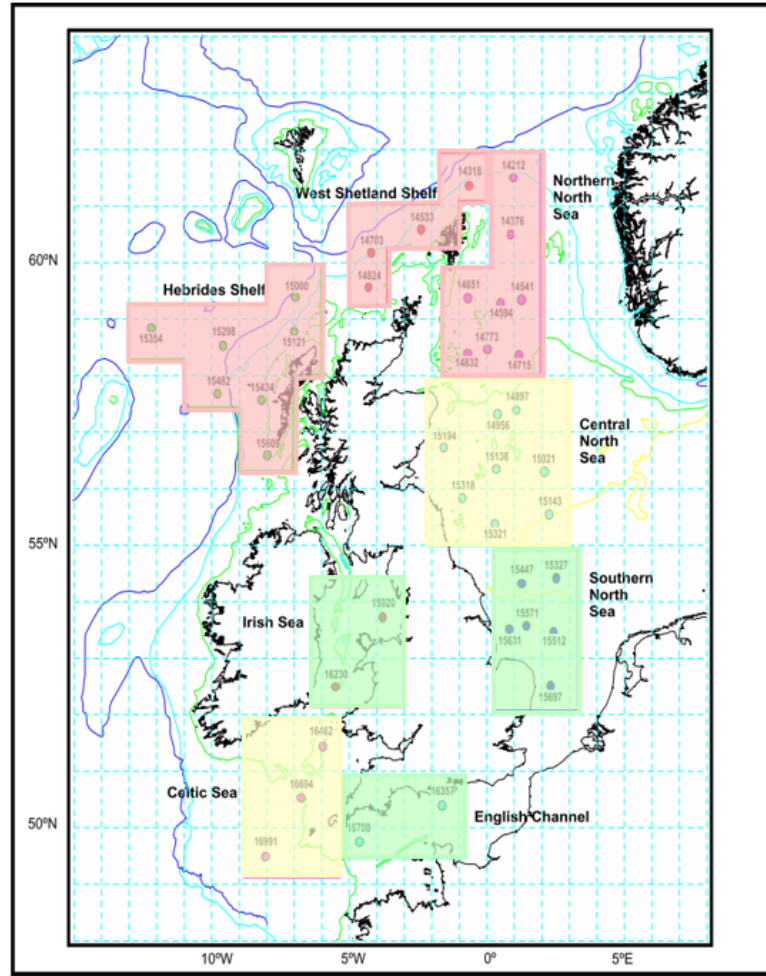 14318
14212
West Shetland Shelf
Northern
North
Sea
14533
14376
14703
60ºN
14824
15000
Hebrides Shelf
14651
14541
14594
15354
15298
15121
14773
14832
14715
15482
15424
14897
14956
Central
North
Sea
15194
15609
15138
15021
15318
15143
15321
55ºN
15447
15327
Southern
North
Sea
15920
Irish Sea
15571
15631
15512
16230
15697
16462
Celtic Sea
16694
16357
English Channel
50ºN
16700
16991
10ºW
5ºW
0º
5ºE